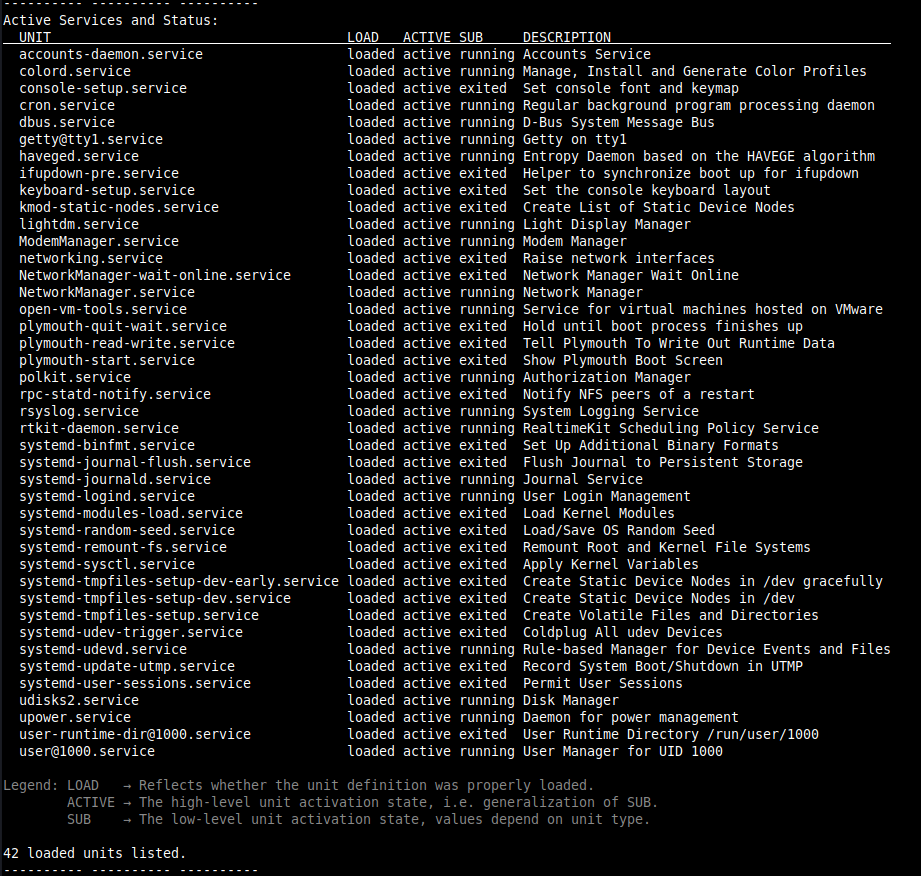 ---------- ---------- ----------
Active Services and Status:
UNIT LOAD ACTIVE SUB DESCRIPTION
accounts-daemon.service loaded active running Accounts Service
colord.service loaded active running Manage, Install and Generate Color Profiles
console-setup.service loaded active exited Set console font and keymap
cron.service loaded active running Regular background program processing daemon
dbus.service loaded active running D-Bus System Message Bus
getty@tty1.service loaded active running Getty on tty1
haveged.service loaded active running Entropy Daemon based on the HAVEGE algorithm
ifupdown-pre.service loaded active exited Helper to synchronize boot up for ifupdown
keyboard-setup.service loaded active exited Set the console keyboard layout
kmod-static-nodes.service loaded active exited Create List of Static Device Nodes
lightdm.service loaded active running Light Display Manager
ModemManager.service loaded active running Modem Manager
networking.service loaded active exited Raise network interfaces
NetworkManager-wait-online.service loaded active exited Network Manager Wait Online
NetworkManager.service loaded active running Network Manager
open-vm-tools.service loaded active running Service for virtual machines hosted on VMware
plymouth-quit-wait.service loaded active exited Hold until boot process finishes up
plymouth-read-write.service loaded active exited Tell Plymouth To Write Out Runtime Data
plymouth-start.service loaded active exited Show Plymouth Boot Screen
polkit.service loaded active running Authorization Manager
rpc-statd-notify.service loaded active exited Notify NFS peers of a restart
rsyslog.service loaded active running System Logging Service
rtkit-daemon.service loaded active running RealtimeKit Scheduling Policy Service
systemd-binfmt.service loaded active exited Set Up Additional Binary Formats
systemd-journal-flush.service loaded active exited Flush Journal to Persistent Storage
systemd-journald.service loaded active running Journal Service
systemd-logind.service loaded active running User Login Management
systemd-modules-load.service loaded active exited Load Kernel Modules
systemd-random-seed.service loaded active exited Load/Save OS Random Seed
systemd-remount-fs.service loaded active exited Remount Root and Kernel File Systems
systemd-sysctl.service loaded active exited Apply Kernel Variables
systemd-tmpfiles-setup-dev-early.service loaded active exited Create Static Device Nodes in /dev gracefully
systemd-tmpfiles-setup-dev.service loaded active exited Create Static Device Nodes in /dev
systemd-tmpfiles-setup.service loaded active exited Create Volatile Files and Directories
systemd-udev-trigger.service loaded active exited Coldplug All udev Devices
systemd-udevd.service loaded active running Rule-based Manager for Device Events and Files
systemd-update-utmp.service loaded active exited Record System Boot/Shutdown in UTMP
systemd-user-sessions.service loaded active exited Permit User Sessions
udisks2.service loaded active running Disk Manager
upower.service loaded active running Daemon for power management
user-runtime-dir@1000.service loaded active exited User Runtime Directory /run/user/1000
user@1000.service loaded active running User Manager for UID 1000
Legend: LOAD → Reflects whether the unit definition was properly loaded.
ACTIVE → The high-level unit activation state, i.e. generalization of SUB.
SUB → The low-level unit activation state, values depend on unit type.
42 loaded units listed.
---------- ---------- ----------